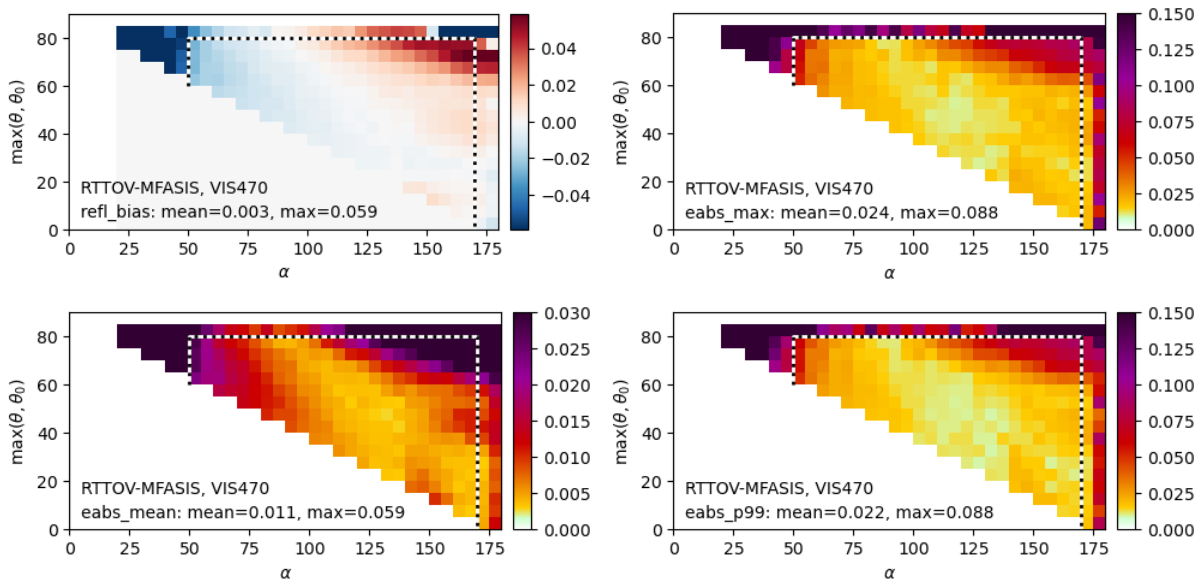 80
60
40
20
0
max(θ, θ₀)
RTTOV-MFASIS, VIS470
refl_bias: mean=0.003, max=0.059
0 25 50 75 100 125 150 175
α
0.04
0.02
0.00
−0.02
−0.04
80
60
40
20
0
max(θ, θ₀)
RTTOV-MFASIS, VIS470
eabs_max: mean=0.024, max=0.088
0 25 50 75 100 125 150 175
α
0.150
0.125
0.100
0.075
0.050
0.025
0.000
80
60
40
20
0
max(θ, θ₀)
RTTOV-MFASIS, VIS470
eabs_mean: mean=0.011, max=0.059
0 25 50 75 100 125 150 175
α
0.030
0.025
0.020
0.015
0.010
0.005
0.000
80
60
40
20
0
max(θ, θ₀)
RTTOV-MFASIS, VIS470
eabs_p99: mean=0.022, max=0.088
0 25 50 75 100 125 150 175
α
0.150
0.125
0.100
0.075
0.050
0.025
0.000